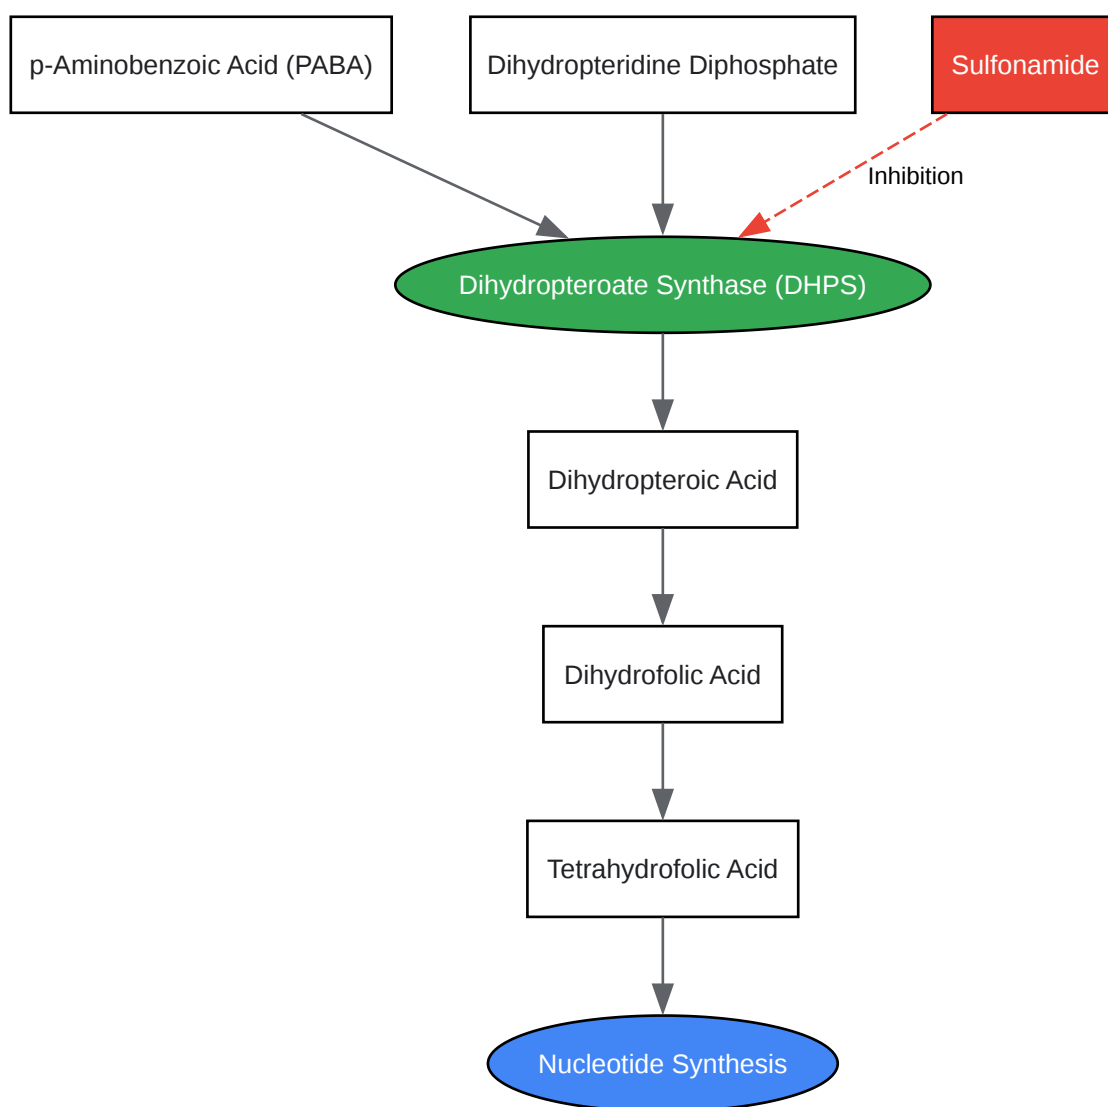 p-Aminobenzoic Acid (PABA)
Dihydropteridine Diphosphate
Sulfonamide
Inhibition
Dihydropteroate Synthase (DHPS)
Dihydropteroic Acid
Dihydrofolic Acid
Tetrahydrofolic Acid
Nucleotide Synthesis